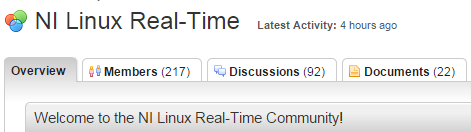 NI Linux Real-Time Latest Activity: 4 hours ago
Overview Members (217) Discussions (92) Documents (22)
Welcome to the NI Linux Real-Time Community!